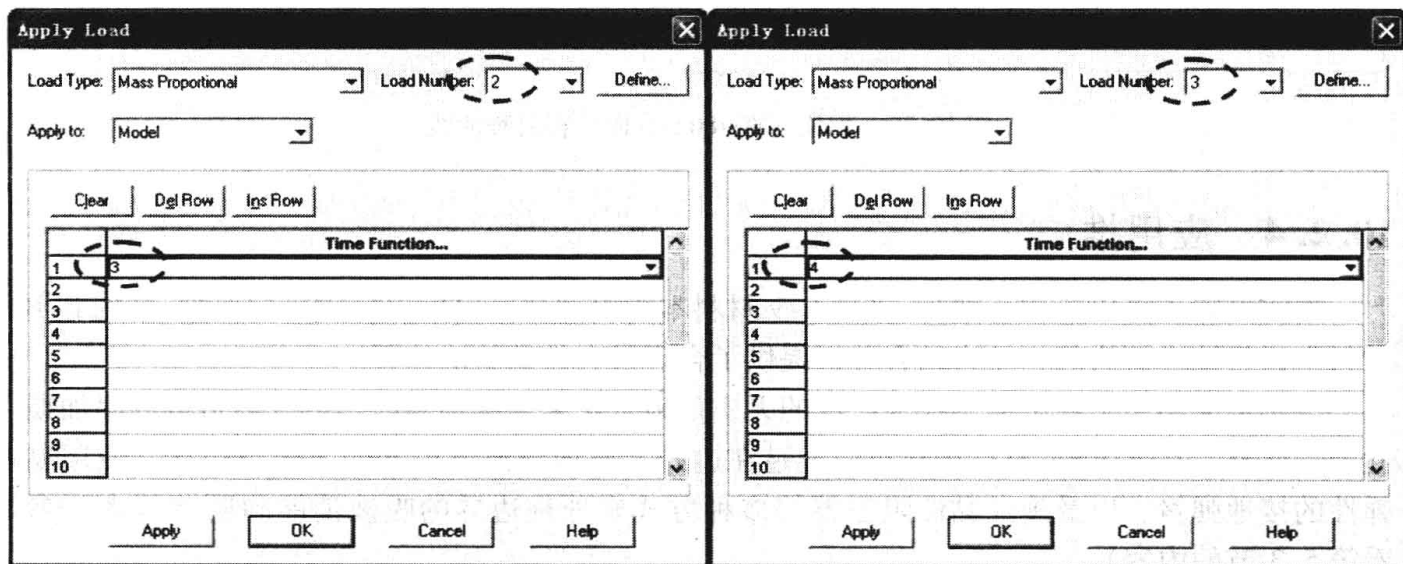 Apply Load
Load Type: Mass Proportional Load Number: 2 Define...
Apply to: Model
Clear Del Row Ins Row
Time Function...
1 3
2
3
4
5
6
7
8
9
10
Apply OK Cancel Help
Apply Load
Load Type: Mass Proportional Load Number: 3 Define...
Apply to: Model
Clear Del Row Ins Row
Time Function...
1 4
2
3
4
5
6
7
8
9
10
Apply OK Cancel Help